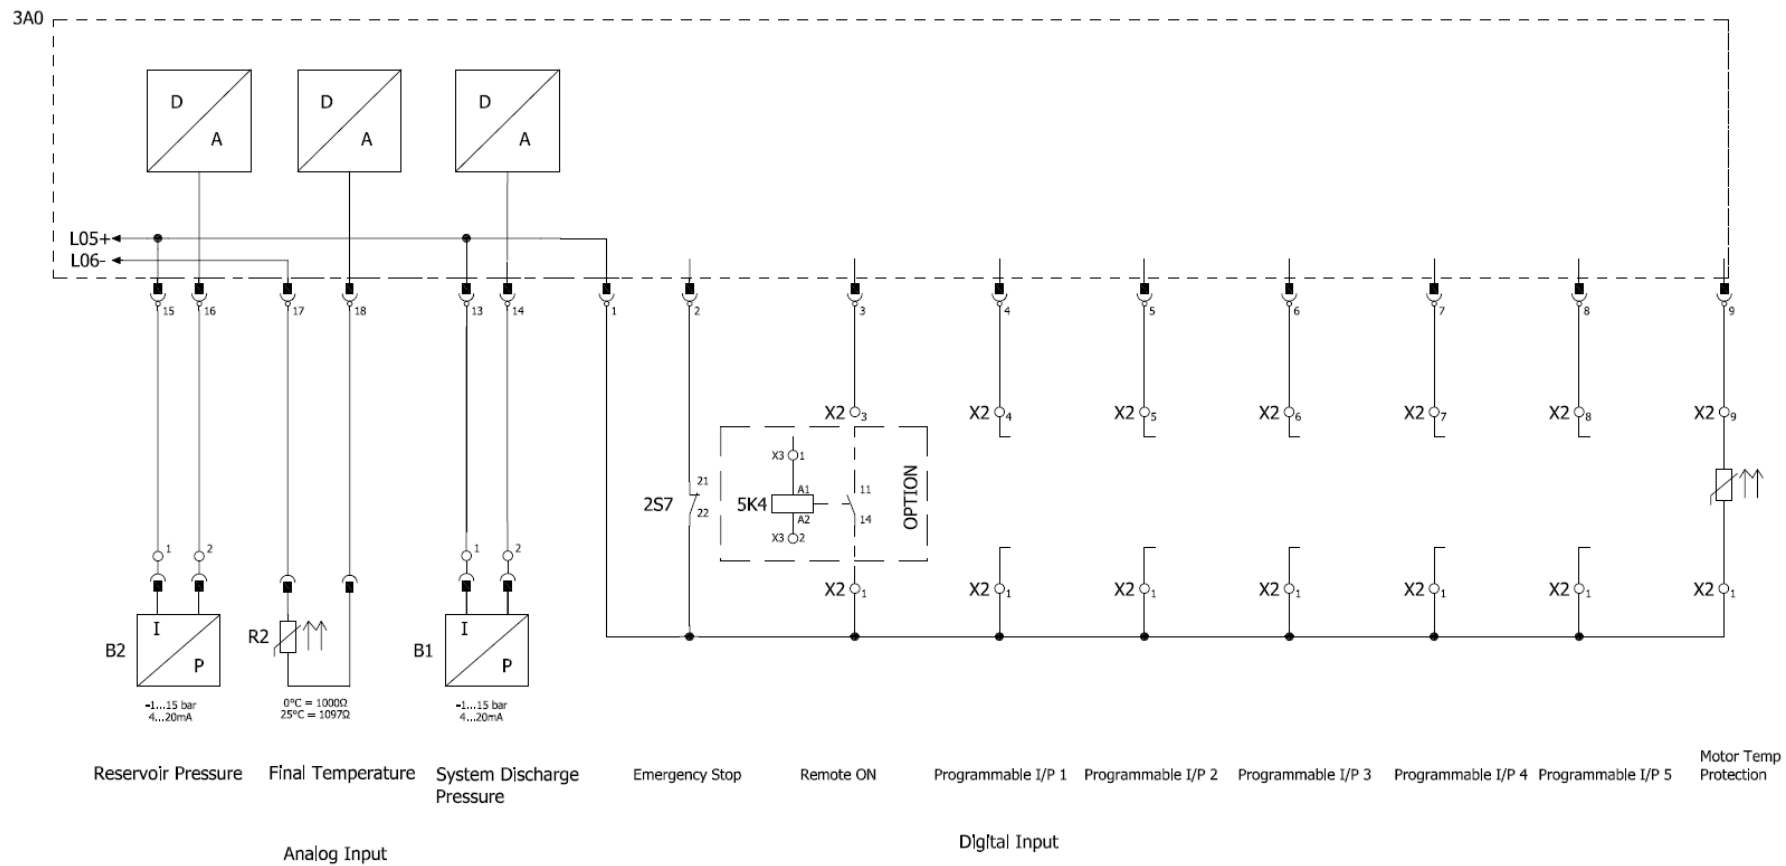 3A0
D
A
D
A
D
A
L05+
L06-
15
16
17
18
13
14
1
2
3
4
5
6
7
8
9
X2 3
X2 4
X2 5
X2 6
X2 7
X2 8
X2 9
X3 1
21
A1
11
2S7
5K4
OPTION
22
A2
14
X3 2
1
2
1
2
X2 1
X2 1
X2 1
X2 1
X2 1
X2 1
X2 1
B2
I
P
R2
B1
I
P
-1...15 bar
4...20mA
0°C = 1000Ω
25°C = 1097Ω
-1...15 bar
4...20mA
Reservoir Pressure
Final Temperature
System Discharge
Pressure
Emergency Stop
Remote ON
Programmable I/P 1
Programmable I/P 2
Programmable I/P 3
Programmable I/P 4
Programmable I/P 5
Motor Temp
Protection
Analog Input
Digital Input